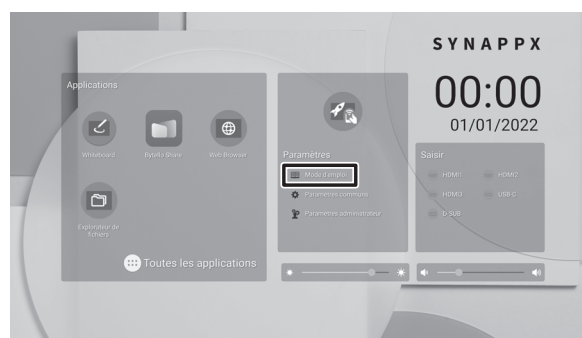 SYNAPPX
00:00
01/01/2022
Applications
Whiteboard
Bytello Share
Web Browser
Explorateur de
fichiers
Toutes les applications
Paramètres
Mode d'emploi
Paramètres communs
Paramètres administrateur
Saisir
HDMI1
HDMI2
HDMI3
USB-C
D-SUB